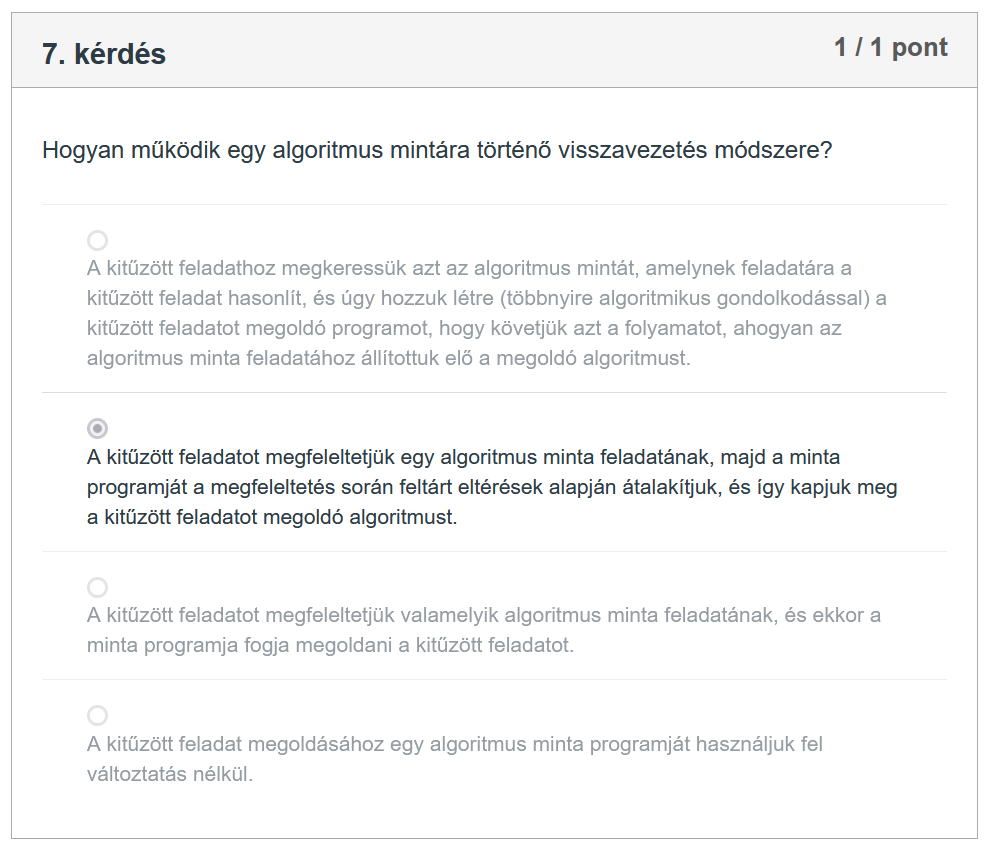 7. kérdés
1 / 1 pont
Hogyan működik egy algoritmus mintára történő visszavezetés módszere?
A kitűzött feladathoz megkeressük azt az algoritmus mintát, amelynek feladatára a
kitűzött feladat hasonlít, és úgy hozzuk létre (többnyire algoritmikus gondolkodással) a
kitűzött feladatot megoldó programot, hogy követjük azt a folyamatot, ahogyan az
algoritmus minta feladatához állítottuk elő a megoldó algoritmust.
A kitűzött feladatot megfeleltetjük egy algoritmus minta feladatának, majd a minta
programját a megfeleltetés során feltárt eltérések alapján átalakítjuk, és így kapjuk meg
a kitűzött feladatot megoldó algoritmust.
A kitűzött feladatot megfeleltetjük valamelyik algoritmus minta feladatának, és ekkor a
minta programja fogja megoldani a kitűzött feladatot.
A kitűzött feladat megoldásához egy algoritmus minta programját használjuk fel
változtatás nélkül.